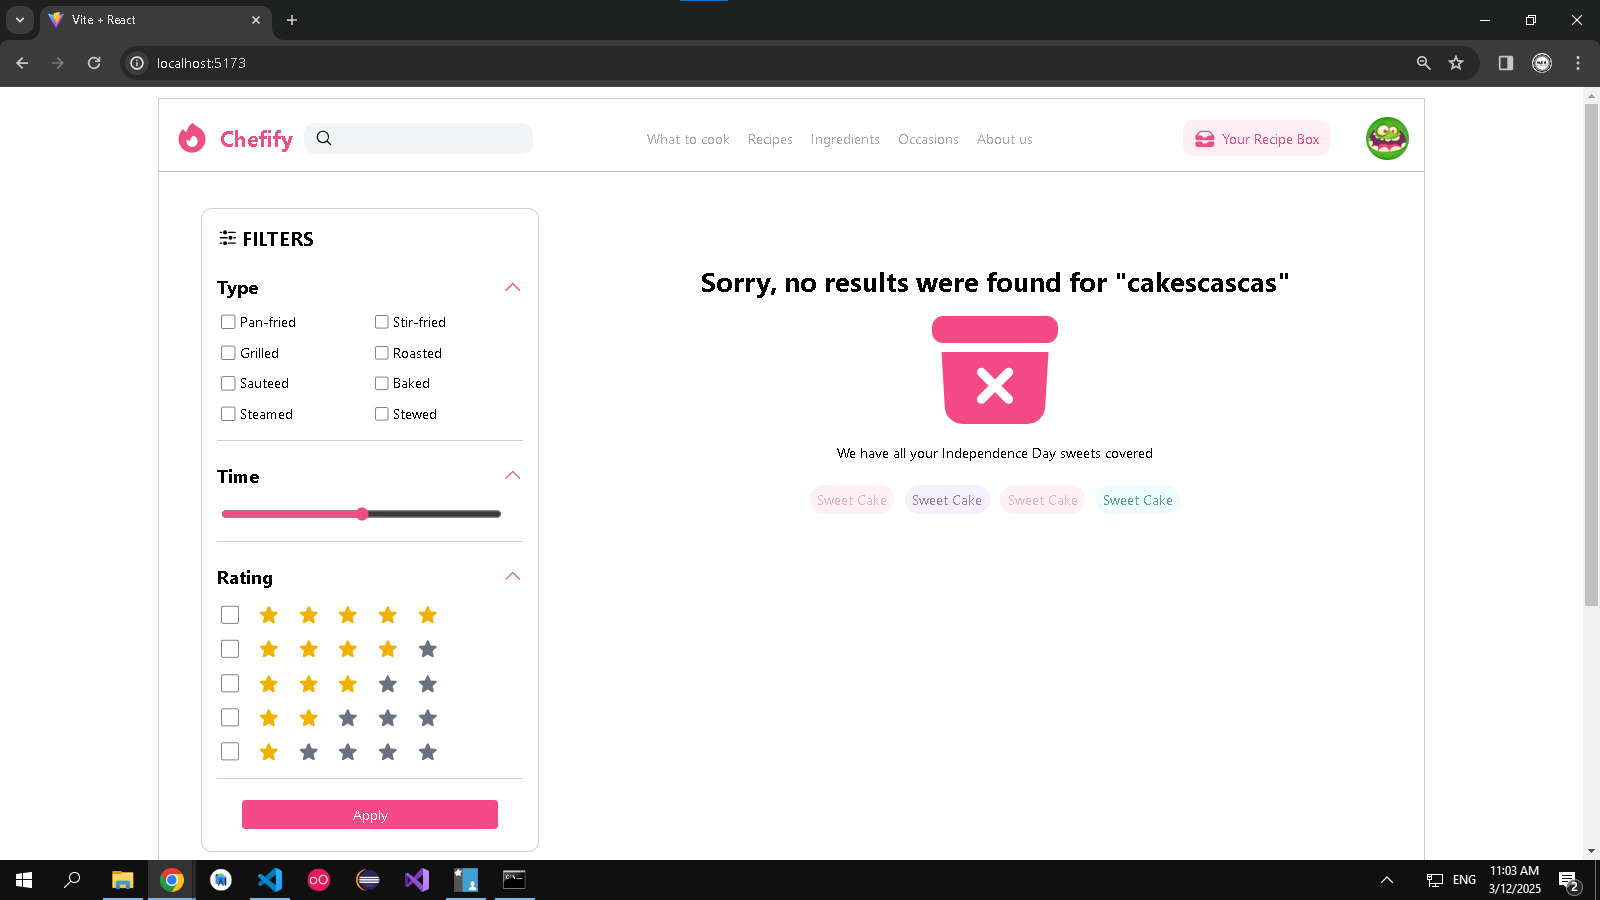 Vite + React
localhost:5173
Chefify
What to cook
Recipes
Ingredients
Occasions
About us
Your Recipe Box
FILTERS
Type
Pan-fried
Stir-fried
Grilled
Roasted
Sauteed
Baked
Steamed
Stewed
Time
Rating
Apply
Sorry, no results were found for "cakescascas"
We have all your Independence Day sweets covered
Sweet Cake
Sweet Cake
Sweet Cake
Sweet Cake
ENG
11:03 AM
3/12/2025
2